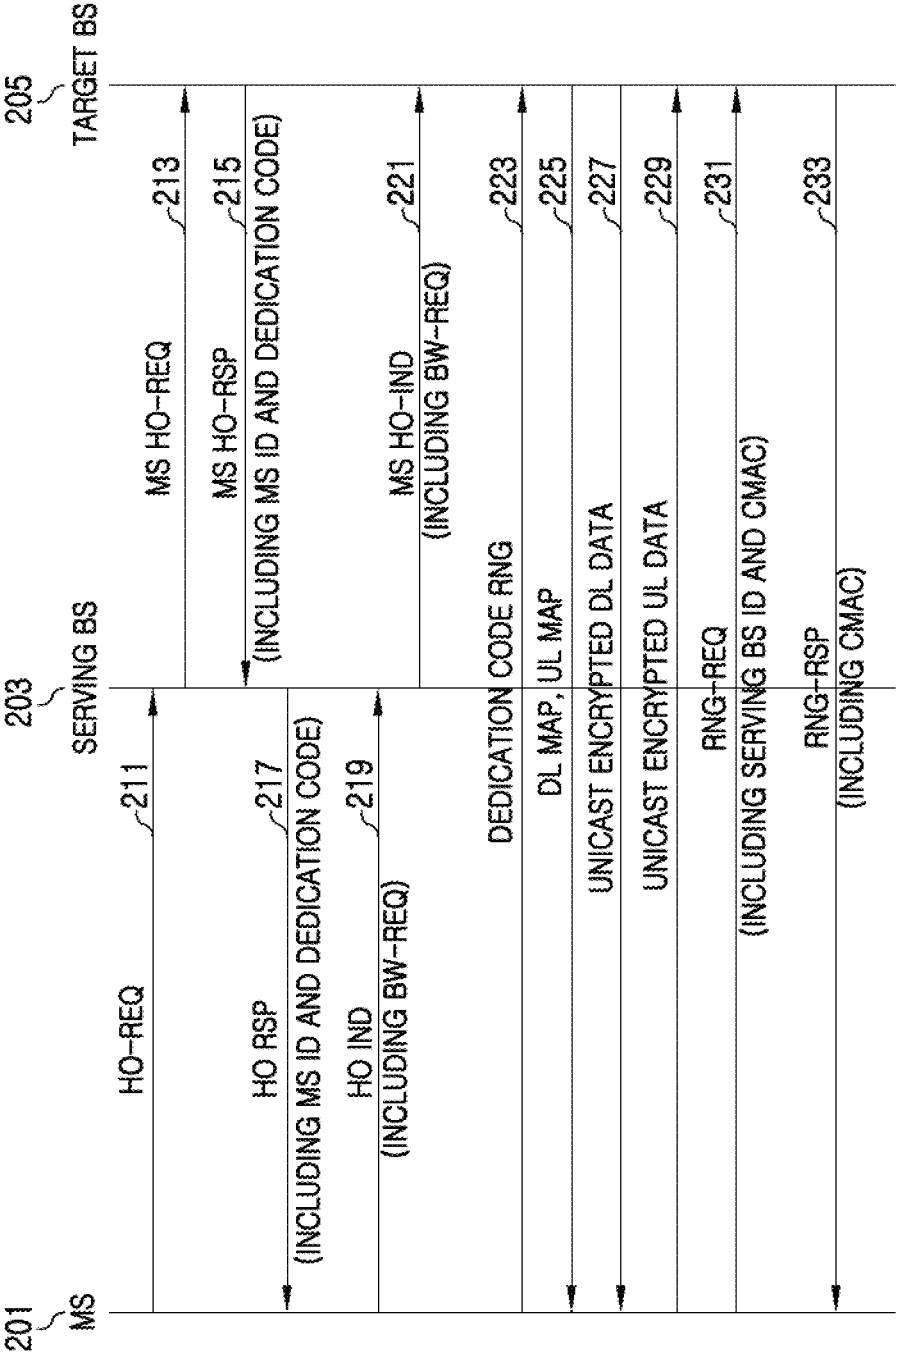 201
MS
203
SERVING BS
205
TARGET BS
HO-REQ
211
MS HO-REQ
213
MS HO-RSP
215
(INCLUDING MS ID AND DEDICATION CODE)
HO RSP
217
(INCLUDING MS ID AND DEDICATION CODE)
HO IND
219
(INCLUDING BW-REQ)
MS HO-IND
221
(INCLUDING BW-REQ)
DEDICATION CODE RNG
223
DL MAP, UL MAP
225
UNICAST ENCRYPTED DL DATA
227
UNICAST ENCRYPTED UL DATA
229
RNG-REQ
231
(INCLUDING SERVING BS ID AND CMAC)
RNG-RSP
233
(INCLUDING CMAC)